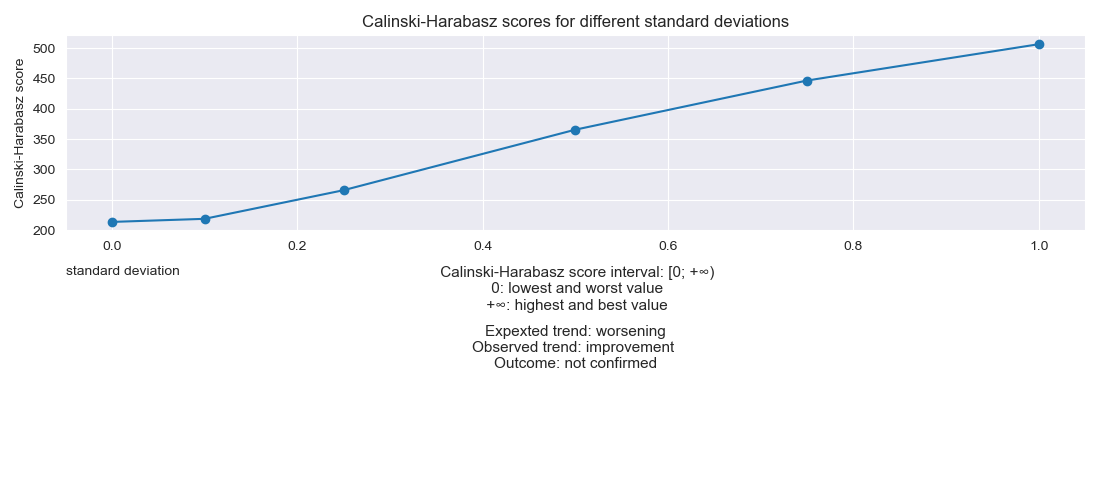 Calinski-Harabasz scores for different standard deviations
Calinski-Harabasz score
500
450
400
350
300
250
200
0.0 0.2 0.4 0.6 0.8 1.0
standard deviation
Calinski-Harabasz score interval: [0; +∞)
0: lowest and worst value
+∞: highest and best value
Expexted trend: worsening
Observed trend: improvement
Outcome: not confirmed